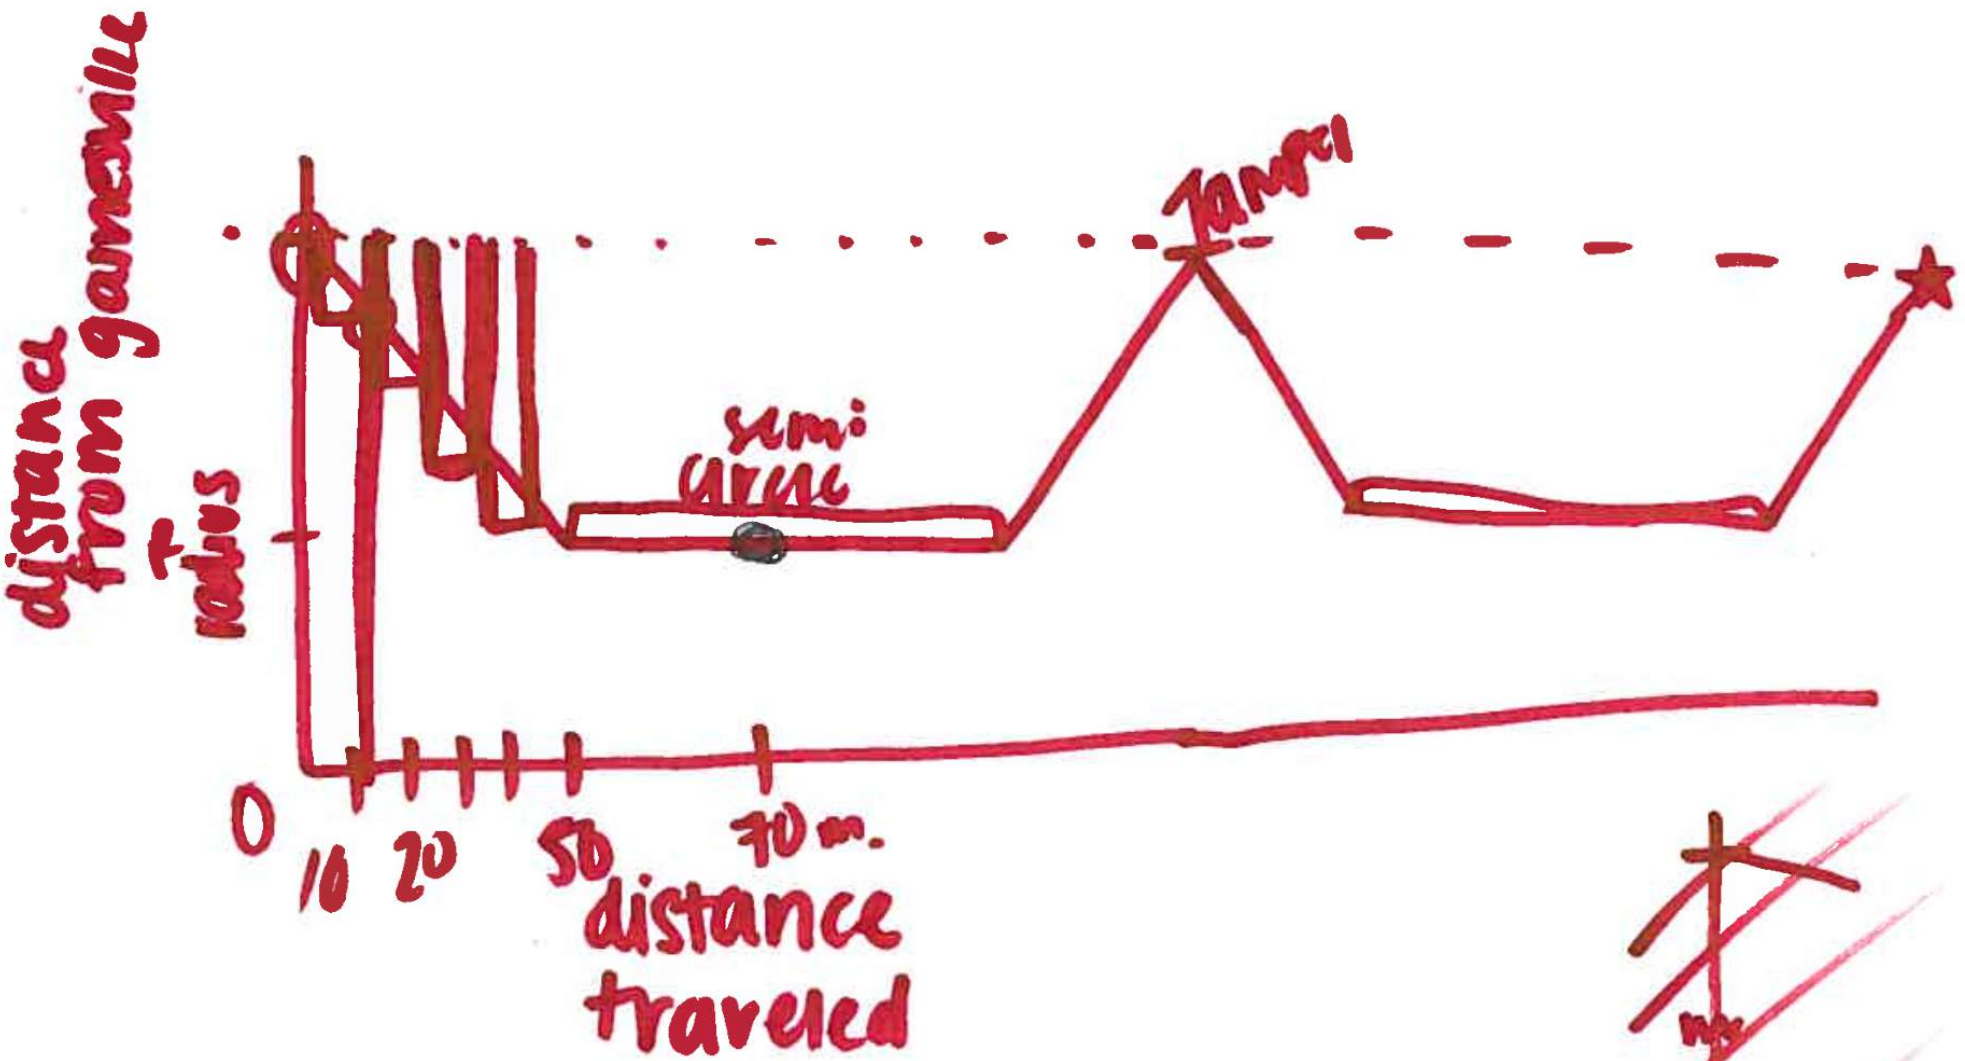 distance
from gainesville
radius
Tampa
semi
circle
0
10
20
50
70 m.
distance
traveled